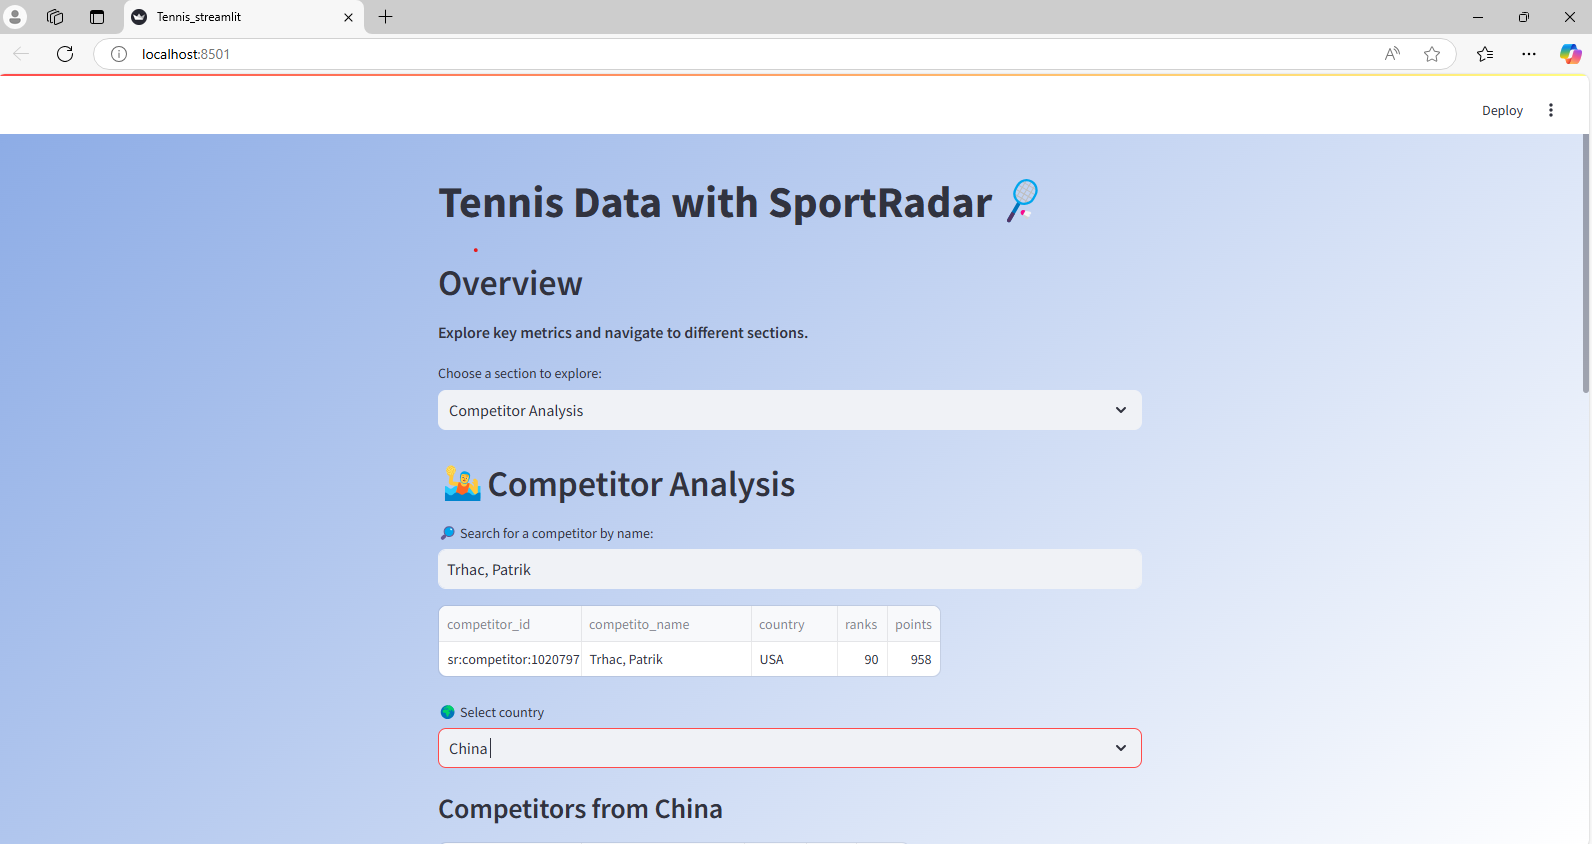 Tennis_streamlit
localhost:8501
Deploy
Tennis Data with SportRadar
Overview
Explore key metrics and navigate to different sections.
Choose a section to explore:
Competitor Analysis
Competitor Analysis
Search for a competitor by name:
Trhac, Patrik
competitor_id competito_name country ranks points
sr:competitor:1020797 Trhac, Patrik USA 90 958
Select country
China
Competitors from China